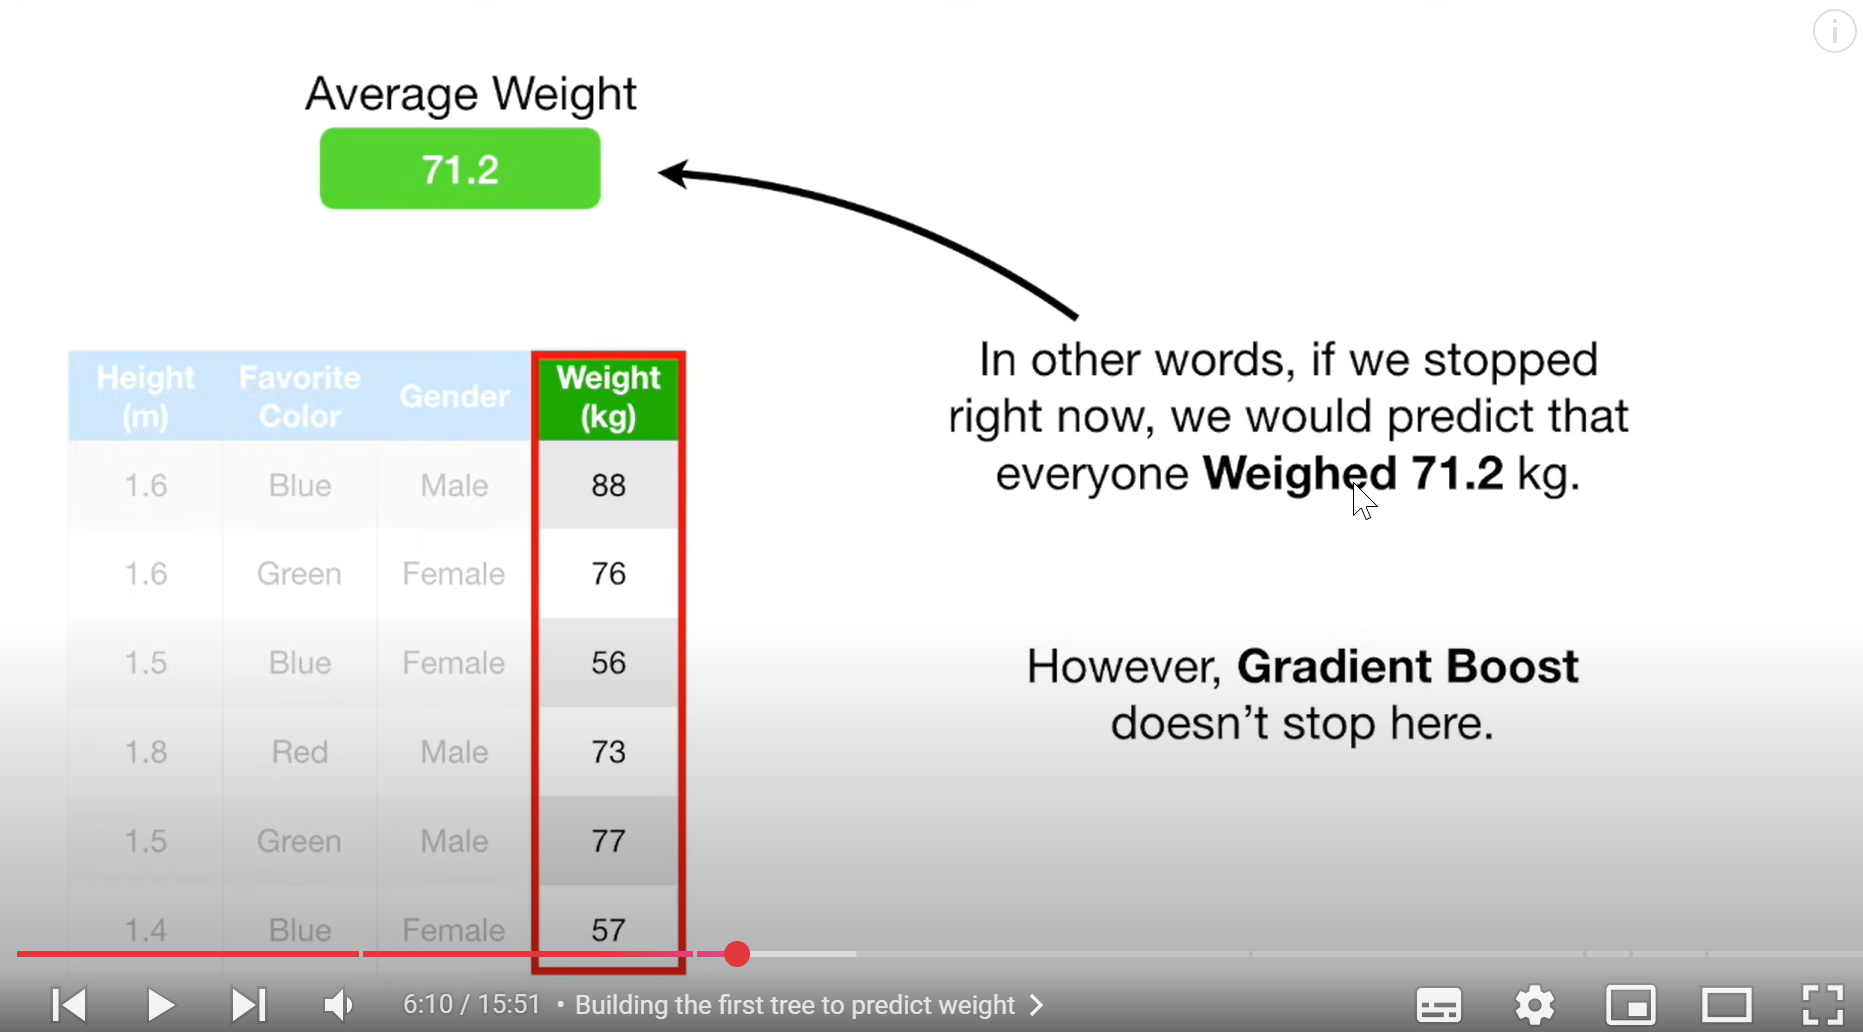 Average Weight
71.2
In other words, if we stopped
right now, we would predict that
everyone Weighed 71.2 kg.
However, Gradient Boost
doesn't stop here.
Height (m) Favorite Color Gender Weight (kg)
1.6 Blue Male 88
1.6 Green Female 76
1.5 Blue Female 56
1.8 Red Male 73
1.5 Green Male 77
1.4 Blue Female 57
6:10 / 15:51 • Building the first tree to predict weight